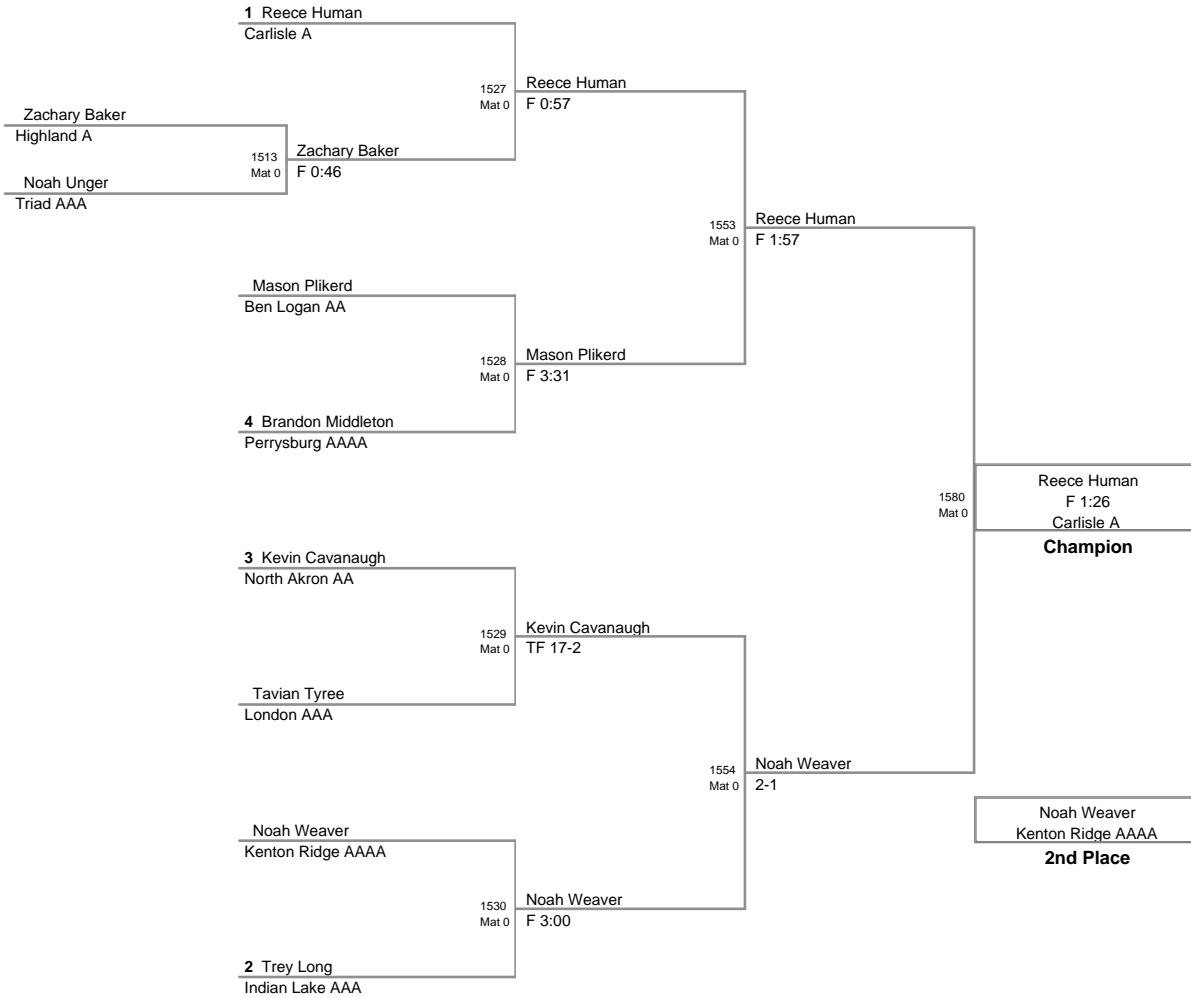 1 Reece Human
Carlisle A
1527
Mat 0
Reece Human
F 0:57
Zachary Baker
Highland A
1513
Mat 0
Zachary Baker
F 0:46
Noah Unger
Triad AAA
1553
Mat 0
Reece Human
F 1:57
Mason Plikerd
Ben Logan AA
1528
Mat 0
Mason Plikerd
F 3:31
4 Brandon Middleton
Perrysburg AAAA
1580
Mat 0
Reece Human
F 1:26
Carlisle A
Champion
3 Kevin Cavanaugh
North Akron AA
1529
Mat 0
Kevin Cavanaugh
TF 17-2
Tavian Tyree
London AAA
1554
Mat 0
Noah Weaver
2-1
Noah Weaver
Kenton Ridge AAAA
2nd Place
Noah Weaver
Kenton Ridge AAAA
1530
Mat 0
Noah Weaver
F 3:00
2 Trey Long
Indian Lake AAA